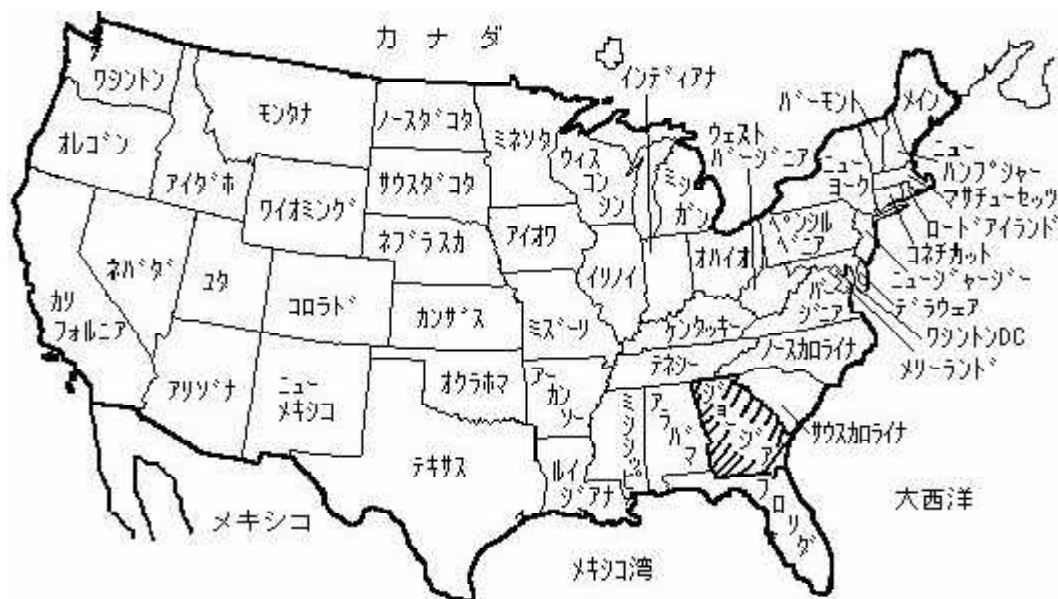 カナダ
ワシントン
モンタナ
ノースダコタ
ミネソタ
インディアナ
バーモント
メイン
オレゴン
アイダホ
サウスダコタ
ウィス
コン
シン
ミシ
ガン
ウェスト
バージニア
ニュー
ヨーク
ニュー
ハンプシャー
マサチューセッツ
ロードアイランド
コネチカット
ニュージャージー
デラウェア
ワシントンDC
メリーランド
ワイオミング
ネブラスカ
アイオワ
イリノイ
オハイオ
ペンシル
ベニア
ネバダ
ユタ
コロラド
カンザス
ミズーリ
ケンタッキー
バー
ジニア
カリ
フォルニア
アリゾナ
ニュー
メキシコ
オクラホマ
アー
カン
ソー
テネシー
ノースカロライナ
サウスカロライナ
テキサス
ルイ
ジアナ
ミシシッピ
アラバマ
ジョージア
フロリダ
大西洋
メキシコ
メキシコ湾